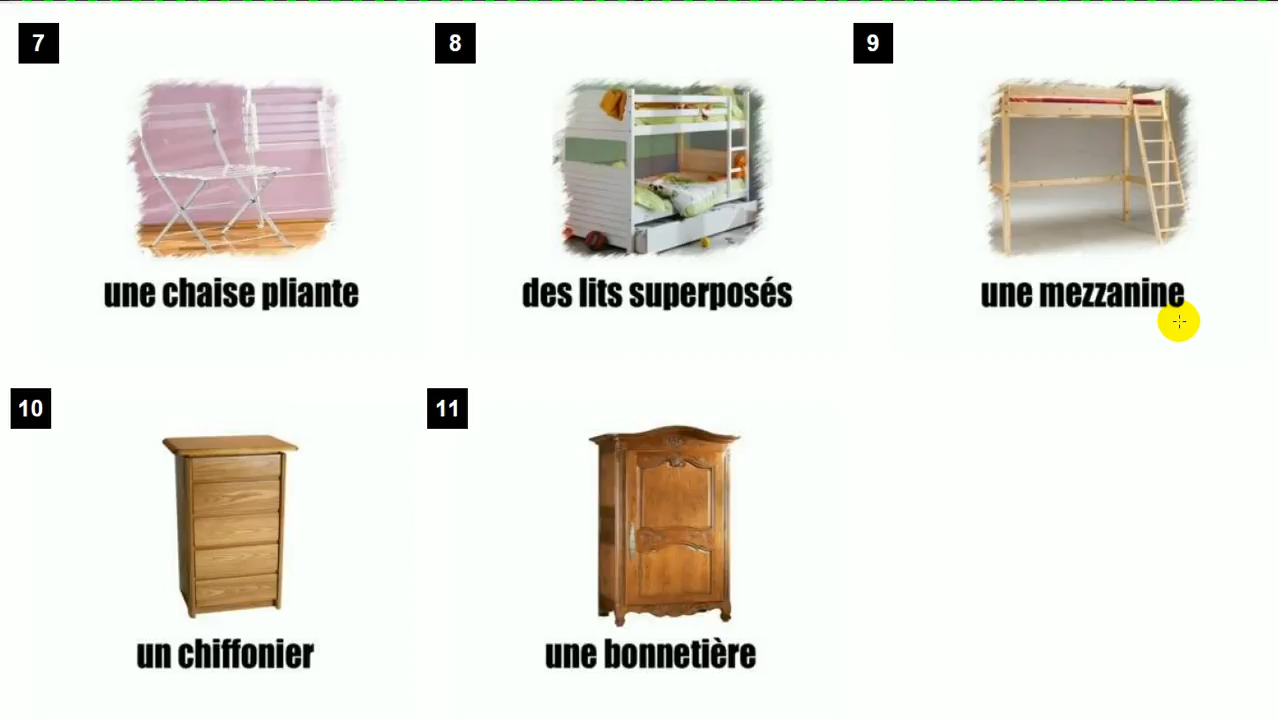 7
une chaise pliante
8
des lits superposés
9
une mezzanine
10
un chiffonier
11
une bonnetière